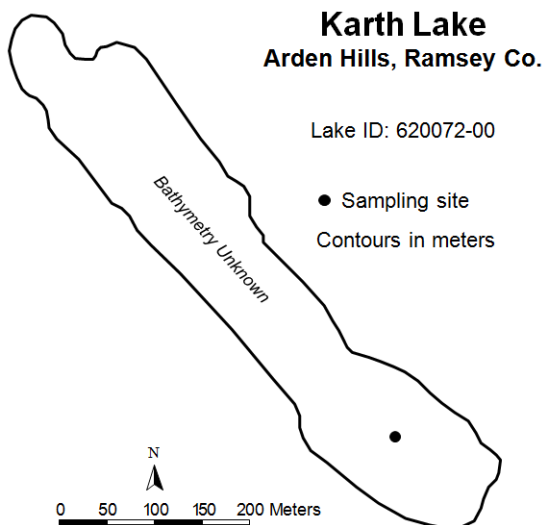 Karth Lake
Arden Hills, Ramsey Co.
Lake ID: 620072-00
Sampling site
Contours in meters
Bathymetry Unknown
N
0 50 100 150 200 Meters